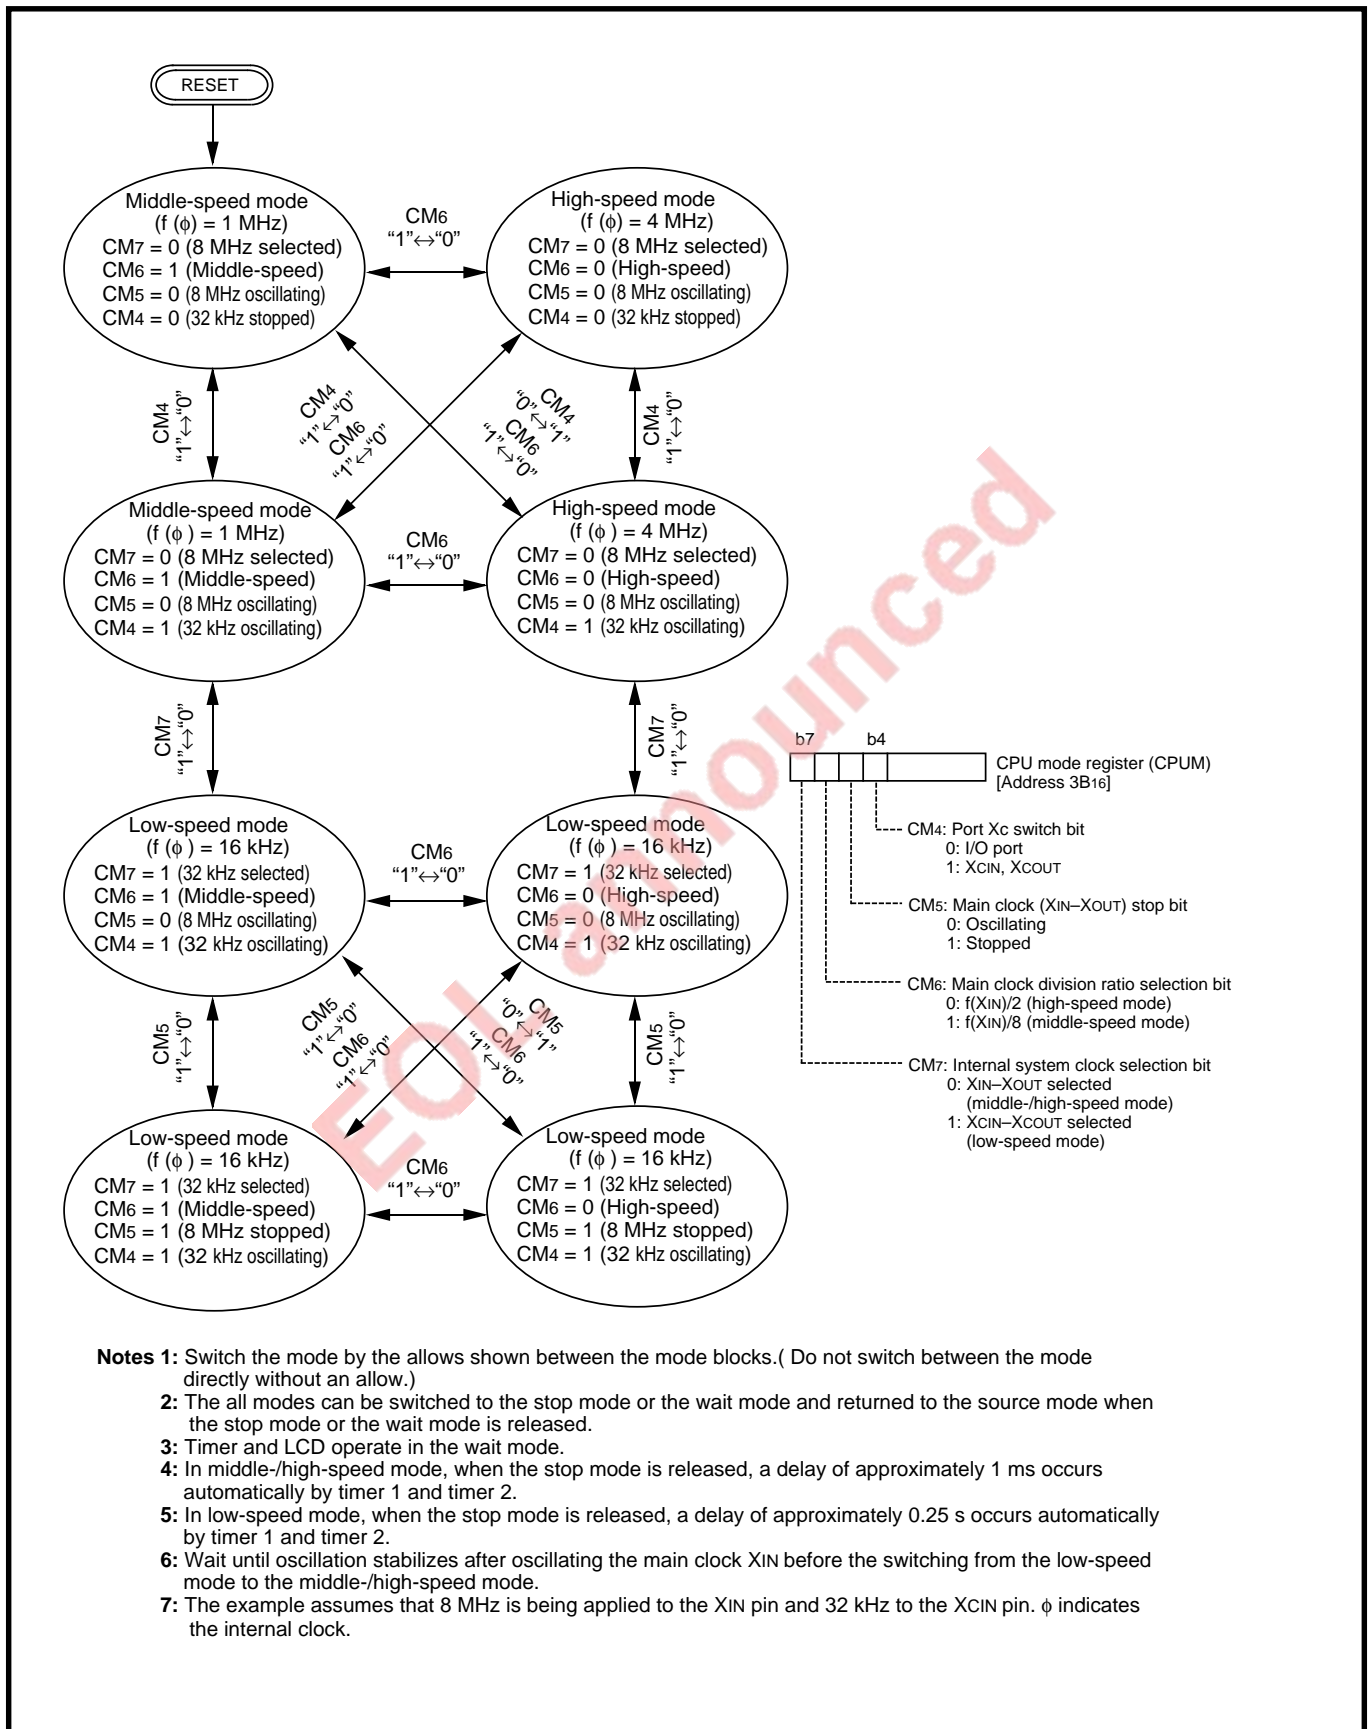 RESET
Middle-speed mode
(f (ϕ) = 1 MHz)
CM7 = 0 (8 MHz selected)
CM6 = 1 (Middle-speed)
CM5 = 0 (8 MHz oscillating)
CM4 = 0 (32 kHz stopped)
CM6
“1”↔“0”
High-speed mode
(f (ϕ) = 4 MHz)
CM7 = 0 (8 MHz selected)
CM6 = 0 (High-speed)
CM5 = 0 (8 MHz oscillating)
CM4 = 0 (32 kHz stopped)
CM4
“1”↔“0”
CM4
“1”↔“0”
CM6
“1”↔“0”
CM4
“0”↔“1”
CM6
“1”↔“0”
CM4
“1”↔“0”
Middle-speed mode
(f (ϕ ) = 1 MHz)
CM7 = 0 (8 MHz selected)
CM6 = 1 (Middle-speed)
CM5 = 0 (8 MHz oscillating)
CM4 = 1 (32 kHz oscillating)
CM6
“1”↔“0”
High-speed mode
(f (ϕ ) = 4 MHz)
CM7 = 0 (8 MHz selected)
CM6 = 0 (High-speed)
CM5 = 0 (8 MHz oscillating)
CM4 = 1 (32 kHz oscillating)
CM7
“1”↔“0”
CM7
“1”↔“0”
Low-speed mode
(f (ϕ ) = 16 kHz)
CM7 = 1 (32 kHz selected)
CM6 = 1 (Middle-speed)
CM5 = 0 (8 MHz oscillating)
CM4 = 1 (32 kHz oscillating)
CM6
“1”↔“0”
Low-speed mode
(f (ϕ ) = 16 kHz)
CM7 = 1 (32 kHz selected)
CM6 = 0 (High-speed)
CM5 = 0 (8 MHz oscillating)
CM4 = 1 (32 kHz oscillating)
CM5
“1”↔“0”
CM5
“1”↔“0”
CM6
“1”↔“0”
CM5
“0”↔“1”
CM6
“1”↔“0”
CM5
“1”↔“0”
Low-speed mode
(f (ϕ ) = 16 kHz)
CM7 = 1 (32 kHz selected)
CM6 = 1 (Middle-speed)
CM5 = 1 (8 MHz stopped)
CM4 = 1 (32 kHz oscillating)
CM6
“1”↔“0”
Low-speed mode
(f (ϕ ) = 16 kHz)
CM7 = 1 (32 kHz selected)
CM6 = 0 (High-speed)
CM5 = 1 (8 MHz stopped)
CM4 = 1 (32 kHz oscillating)
b7 b4
CPU mode register (CPUM)
[Address 3B16]
CM4: Port Xc switch bit
0: I/O port
1: XCIN, XCOUT
CM5: Main clock (XIN–XOUT) stop bit
0: Oscillating
1: Stopped
CM6: Main clock division ratio selection bit
0: f(XIN)/2 (high-speed mode)
1: f(XIN)/8 (middle-speed mode)
CM7: Internal system clock selection bit
0: XIN–XOUT selected
(middle-/high-speed mode)
1: XCIN–XCOUT selected
(low-speed mode)
EOL announced
Notes 1: Switch the mode by the allows shown between the mode blocks.( Do not switch between the mode
directly without an allow.)
2: The all modes can be switched to the stop mode or the wait mode and returned to the source mode when
the stop mode or the wait mode is released.
3: Timer and LCD operate in the wait mode.
4: In middle-/high-speed mode, when the stop mode is released, a delay of approximately 1 ms occurs
automatically by timer 1 and timer 2.
5: In low-speed mode, when the stop mode is released, a delay of approximately 0.25 s occurs automatically
by timer 1 and timer 2.
6: Wait until oscillation stabilizes after oscillating the main clock XIN before the switching from the low-speed
mode to the middle-/high-speed mode.
7: The example assumes that 8 MHz is being applied to the XIN pin and 32 kHz to the XCIN pin. ϕ indicates
the internal clock.